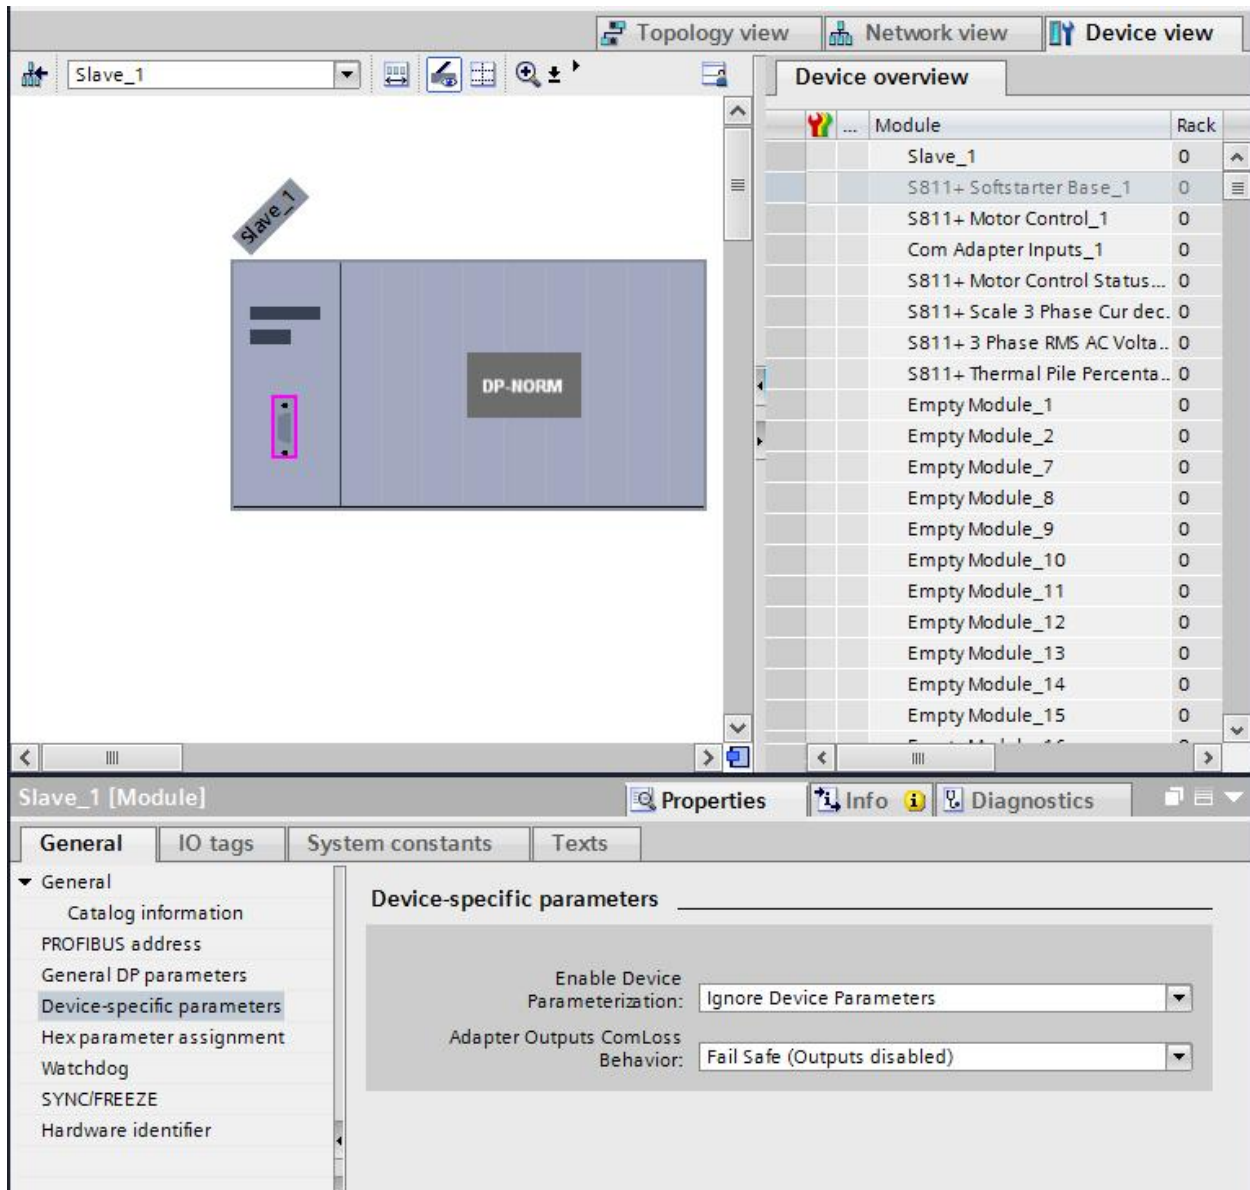 Topology view Network view Device view
Slave_1
Device overview
... Module Rack
Slave_1 0
S811+ Softstarter Base_1 0
S811+ Motor Control_1 0
Com Adapter Inputs_1 0
S811+ Motor Control Status... 0
S811+ Scale 3 Phase Cur dec. 0
S811+ 3 Phase RMS AC Volta.. 0
S811+ Thermal Pile Percenta.. 0
Empty Module_1 0
Empty Module_2 0
Empty Module_7 0
Empty Module_8 0
Empty Module_9 0
Empty Module_10 0
Empty Module_11 0
Empty Module_12 0
Empty Module_13 0
Empty Module_14 0
Empty Module_15 0
Slave_1
DP-NORM
Slave_1 [Module]
Properties Info Diagnostics
General IO tags System constants Texts
General
Catalog information
PROFIBUS address
General DP parameters
Device-specific parameters
Hex parameter assignment
Watchdog
SYNC/FREEZE
Hardware identifier
Device-specific parameters
Enable Device
Parameterization: Ignore Device Parameters
Adapter Outputs ComLoss
Behavior: Fail Safe (Outputs disabled)